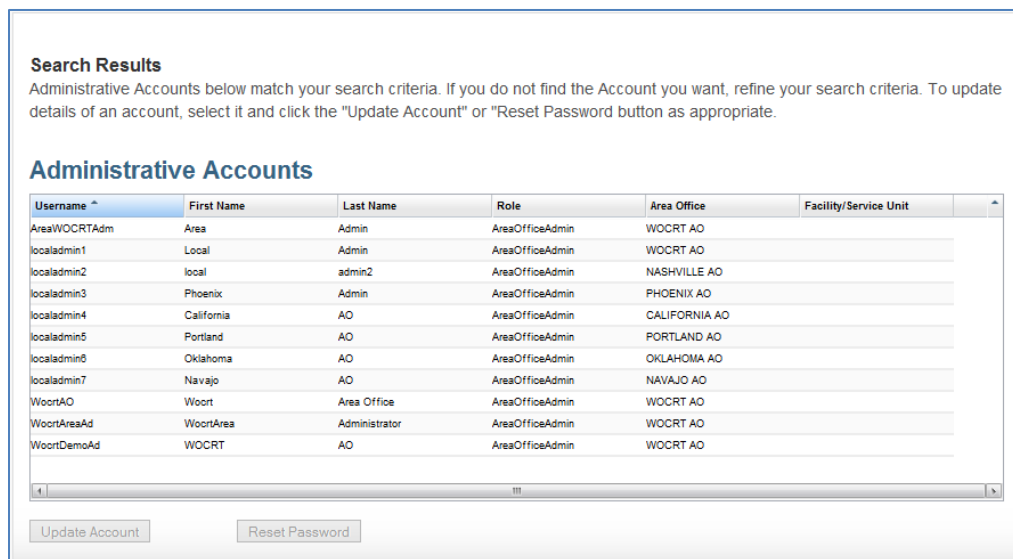 Search Results
Administrative Accounts below match your search criteria. If you do not find the Account you want, refine your search criteria. To update
details of an account, select it and click the "Update Account" or "Reset Password button as appropriate.
Administrative Accounts
Username First Name Last Name Role Area Office Facility/Service Unit
AreaWOCRTAdm Area Admin AreaOfficeAdmin WOCRT AO
localadmin1 Local Admin AreaOfficeAdmin WOCRT AO
localadmin2 local admin2 AreaOfficeAdmin NASHVILLE AO
localadmin3 Phoenix Admin AreaOfficeAdmin PHOENIX AO
localadmin4 California AO AreaOfficeAdmin CALIFORNIA AO
localadmin5 Portland AO AreaOfficeAdmin PORTLAND AO
localadmin6 Oklahoma AO AreaOfficeAdmin OKLAHOMA AO
localadmin7 Navajo AO AreaOfficeAdmin NAVAJO AO
WocrtAO Wocrt Area Office AreaOfficeAdmin WOCRT AO
WocrtAreaAd WocrtArea Administrator AreaOfficeAdmin WOCRT AO
WocrtDemoAd WOCRT AO AreaOfficeAdmin WOCRT AO
Update Account Reset Password